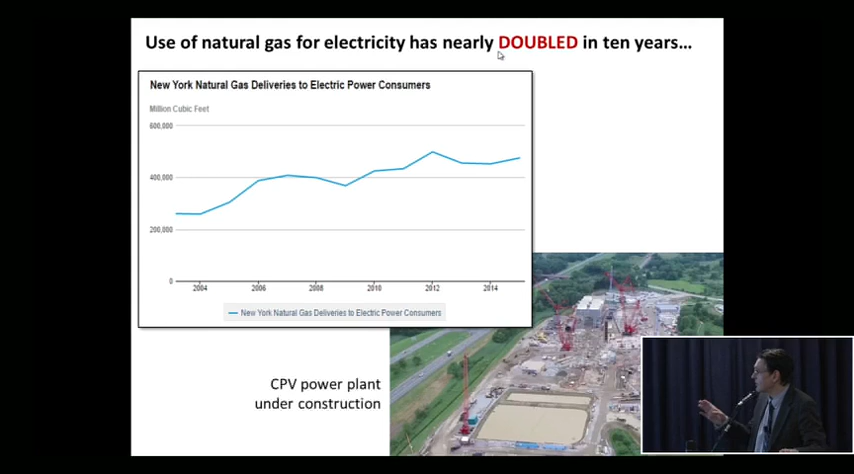 Use of natural gas for electricity has nearly DOUBLED in ten years...
New York Natural Gas Deliveries to Electric Power Consumers
Million Cubic Feet
600,000
400,000
200,000
0
2004 2006 2008 2010 2012 2014
New York Natural Gas Deliveries to Electric Power Consumers
CPV power plant
under construction